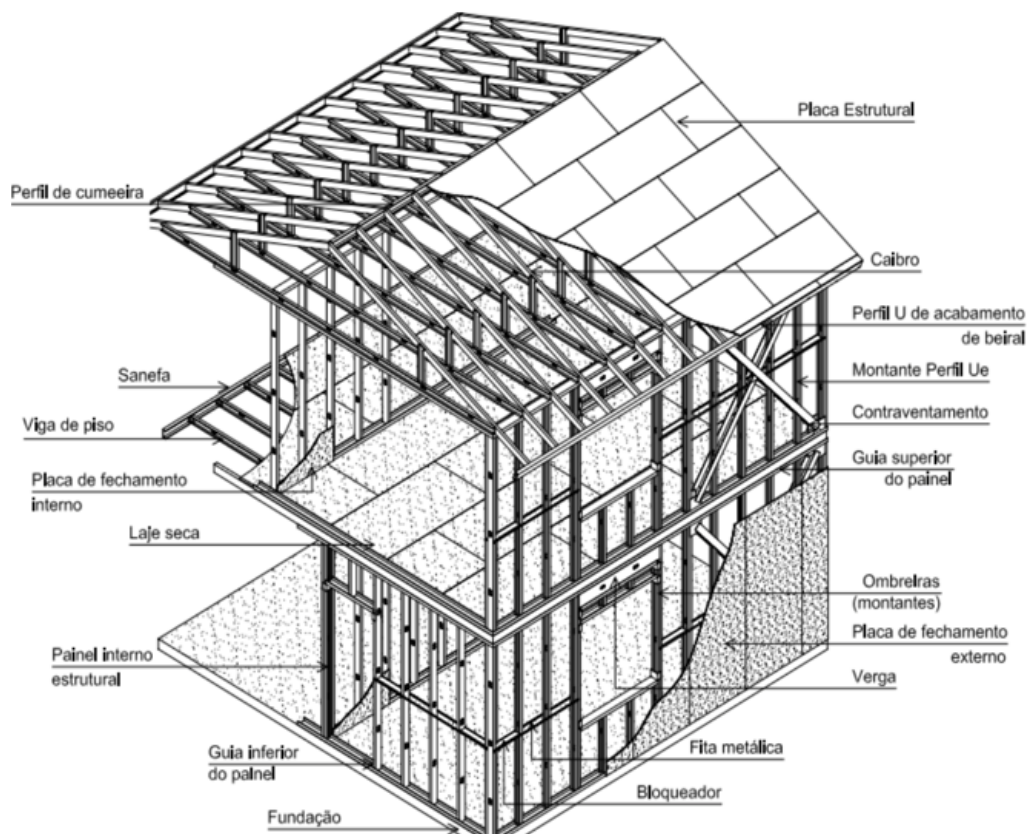 Placa Estrutural
Perfil de cumeeira
Caibro
Perfil U de acabamento
de beiral
Sanefa
Montante Perfil Ue
Viga de piso
Contraventamento
Placa de fechamento
interno
Guia superior
do painel
Laje seca
Ombreiras
(montantes)
Placa de fechamento
externo
Painel interno
estrutural
Verga
Guia inferior
do painel
Fita metálica
Bloqueador
Fundação